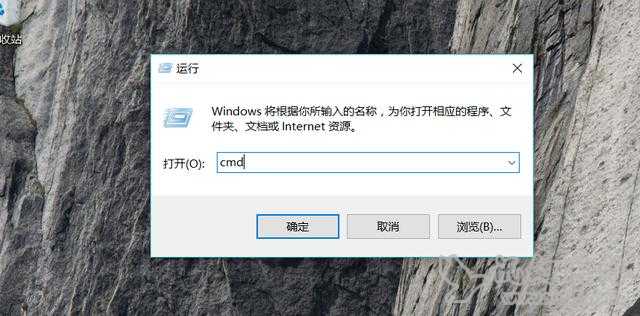 收站
运行
Windows 将根据你所输入的名称，为你打开相应的程序、文
件夹、文档或 Internet 资源。
打开(O):
cmd
确定
取消
浏览(B)...